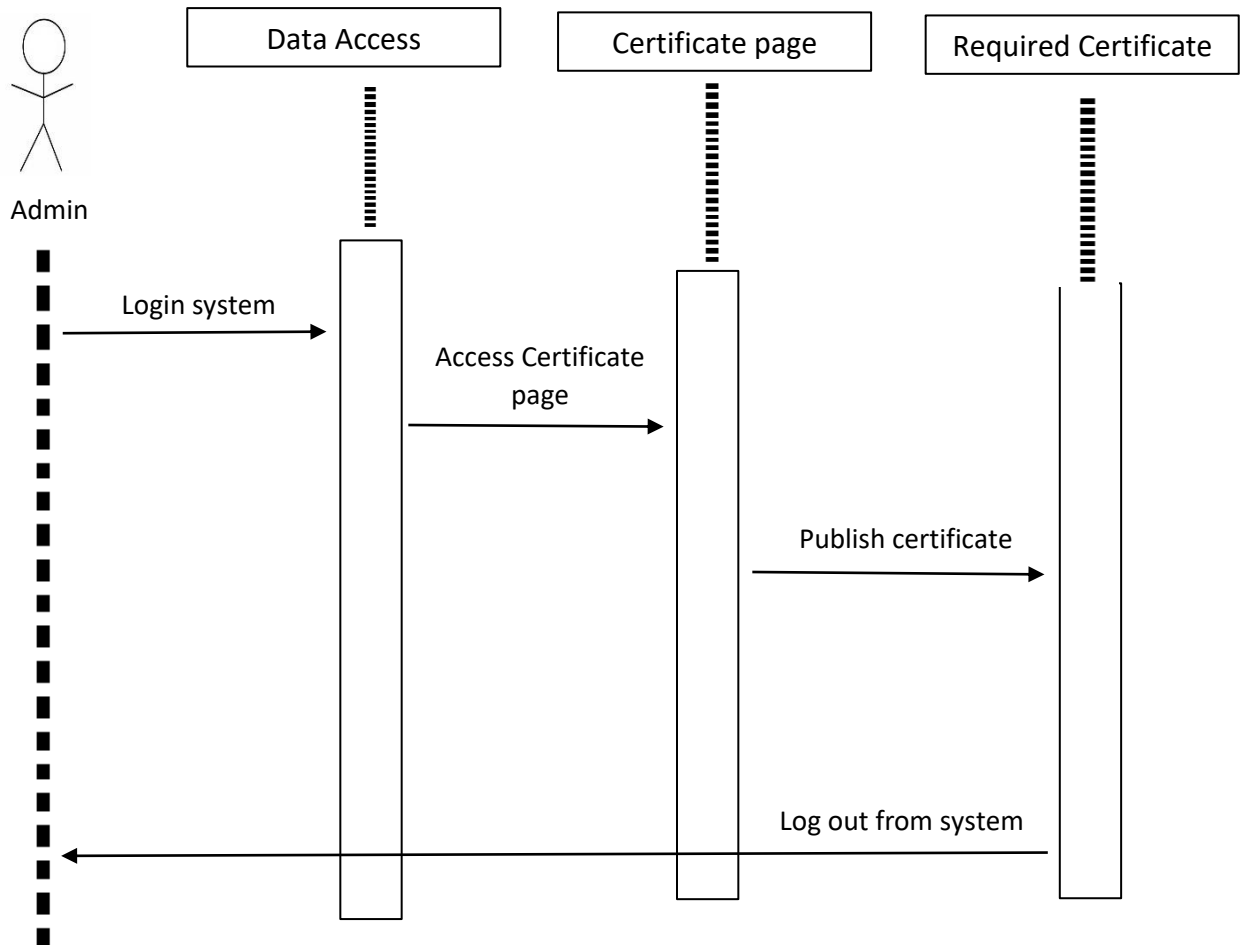 Data Access
Certificate page
Required Certificate
Admin
Login system
Access Certificate
page
Publish certificate
Log out from system